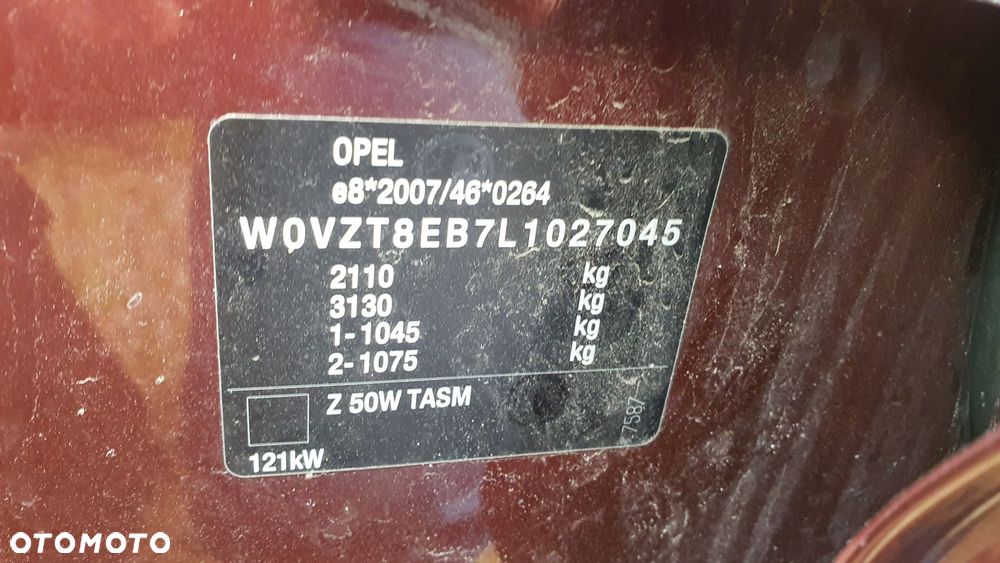 OPEL
e8*2007/46*0264
W0VZT8EB7L1027045
2110 kg
3130 kg
1-1045 kg
2-1075 kg
Z 50W TASM
7587
121kW
OTOMOTO